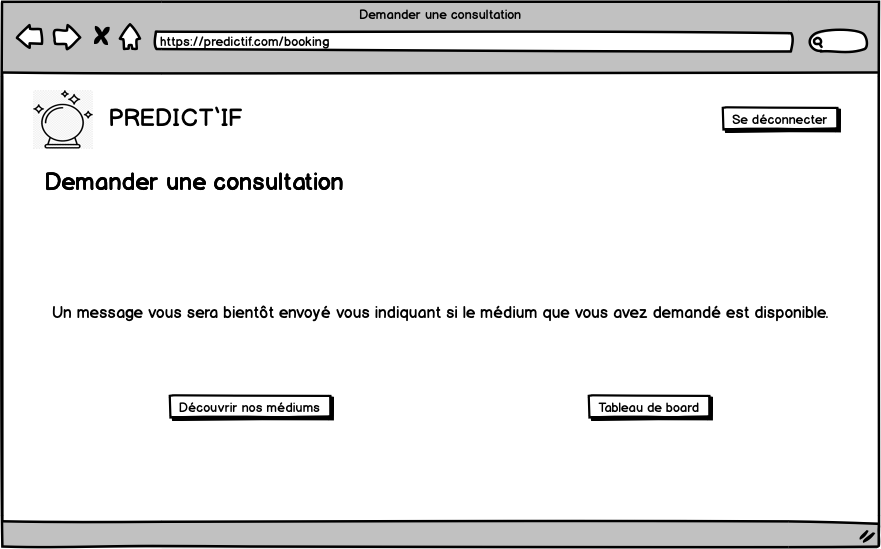 Demander une consultation
https://predictif.com/booking
PREDICT'IF
Se déconnecter
Demander une consultation
Un message vous sera bientôt envoyé vous indiquant si le médium que vous avez demandé est disponible.
Découvrir nos médiums
Tableau de board